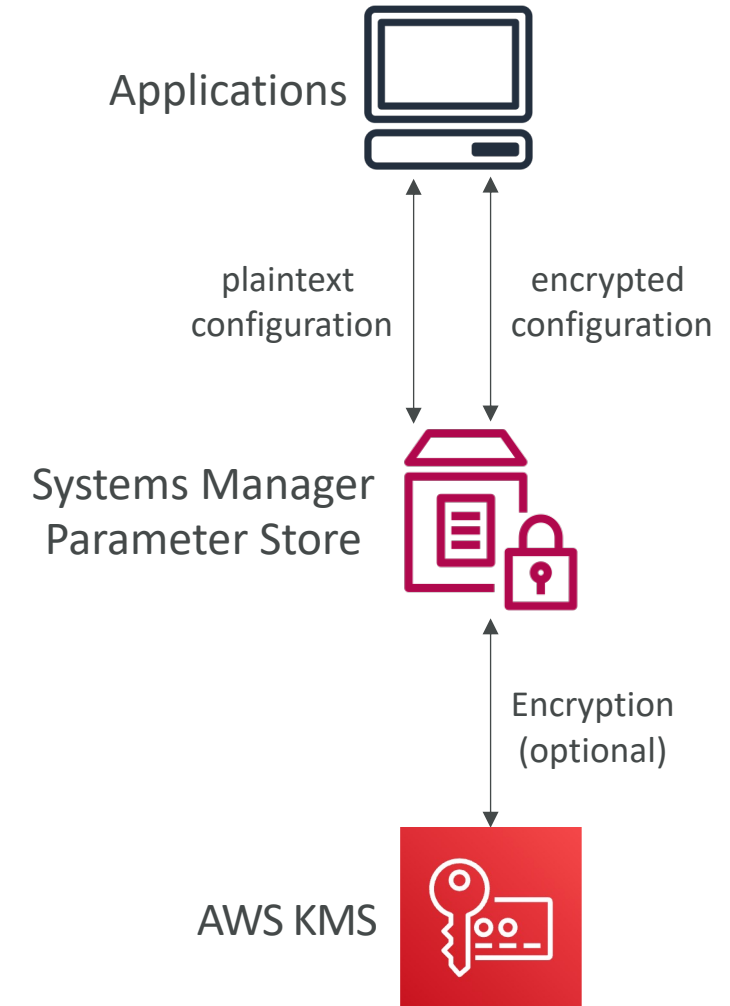 Applications
plaintext
configuration
encrypted
configuration
Systems Manager
Parameter Store
Encryption
(optional)
AWS KMS